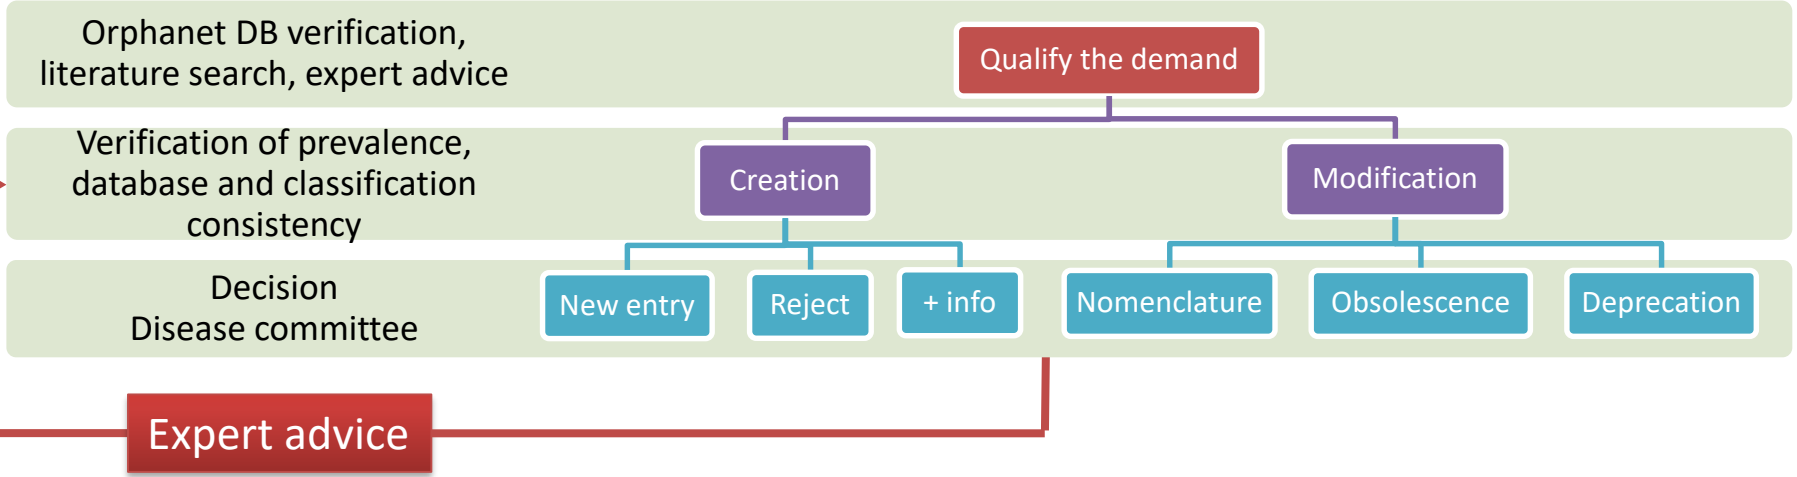 Orphanet DB verification,
literature search, expert advice
Qualify the demand
Verification of prevalence,
database and classification
consistency
Creation
Modification
Decision
Disease committee
New entry
Reject
+ info
Nomenclature
Obsolescence
Deprecation
Expert advice